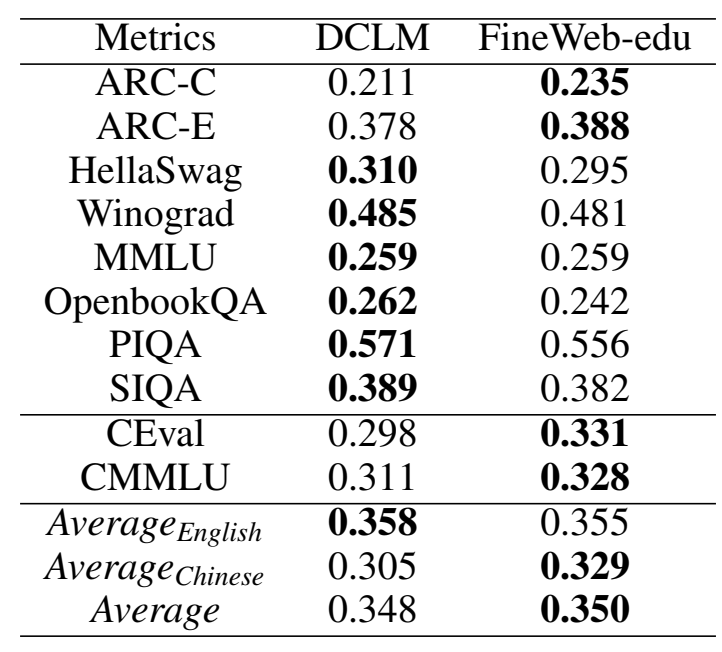 Metrics DCLM FineWeb-edu
ARC-C 0.211 0.235
ARC-E 0.378 0.388
HellaSwag 0.310 0.295
Winograd 0.485 0.481
MMLU 0.259 0.259
OpenbookQA 0.262 0.242
PIQA 0.571 0.556
SIQA 0.389 0.382
CEval 0.298 0.331
CMMLU 0.311 0.328
Average English 0.358 0.355
Average Chinese 0.305 0.329
Average 0.348 0.350